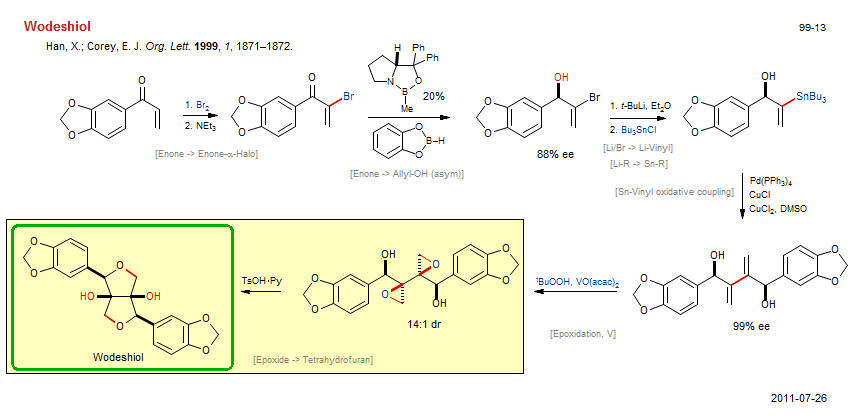 Wodeshiol
99-13
Han, X.; Corey, E. J. Org. Lett. 1999, 1, 1871–1872.
O
O
O
1. Br2
2. NEt3
[Enone -> Enone-α-Halo]
O
Br
O
O
H
Ph
Ph
N
O
B
Me
20%
O
B-H
O
[Enone -> Allyl-OH (asym)]
OH
Br
O
O
88% ee
1. t-BuLi, Et2O
2. Bu3SnCl
[Li/Br -> Li-Vinyl]
[Li-R -> Sn-R]
OH
SnBu3
O
O
[Sn-Vinyl oxidative coupling]
Pd(PPh3)4
CuCl
CuCl2, DMSO
OH
O
O
O
O
OH
99% ee
tBuOOH, VO(acac)2
[Epoxidation, V]
OH
O
O
O
O
O
O
OH
14:1 dr
TsOH·Py
[Epoxide -> Tetrahydrofuran]
O
O
O
HO
OH
O
O
O
Wodeshiol
2011-07-26